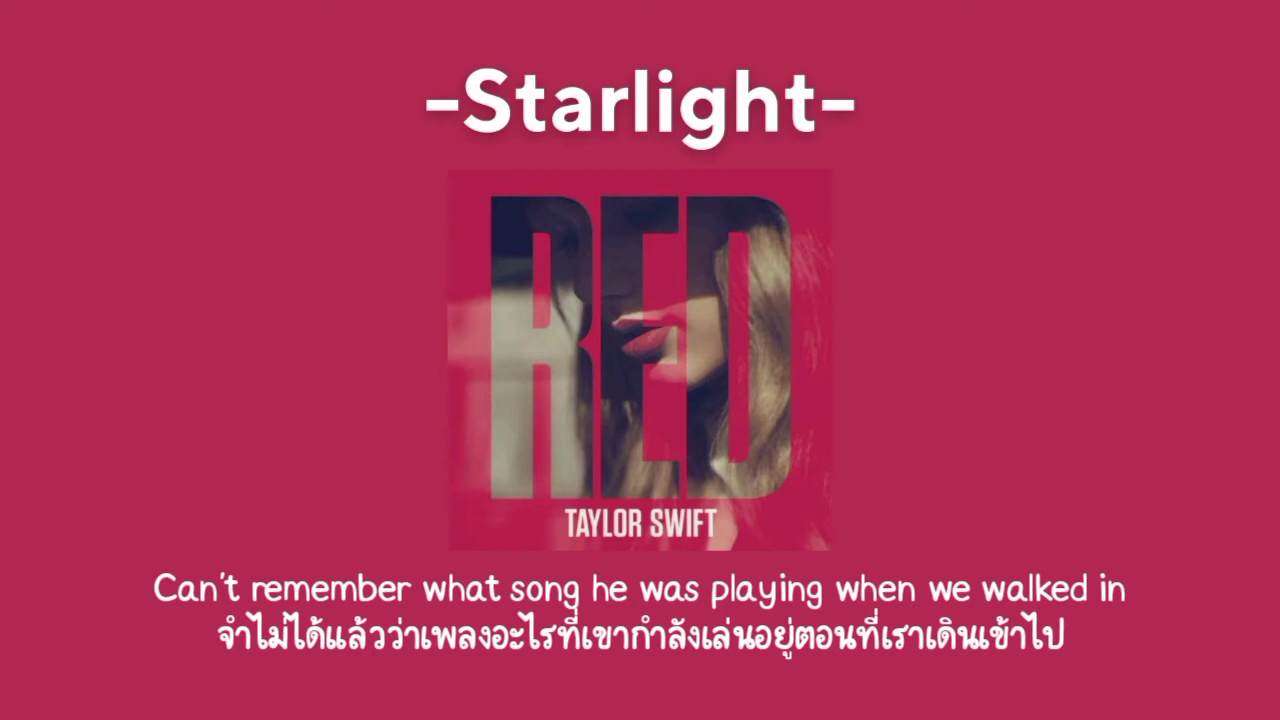 -Starlight-
RED
TAYLOR SWIFT
Can't remember what song he was playing when we walked in
จำไม่ได้แล้วว่าเพลงอะไรที่เขากำลังเล่นอยู่ตอนที่เราเดินเข้าไป